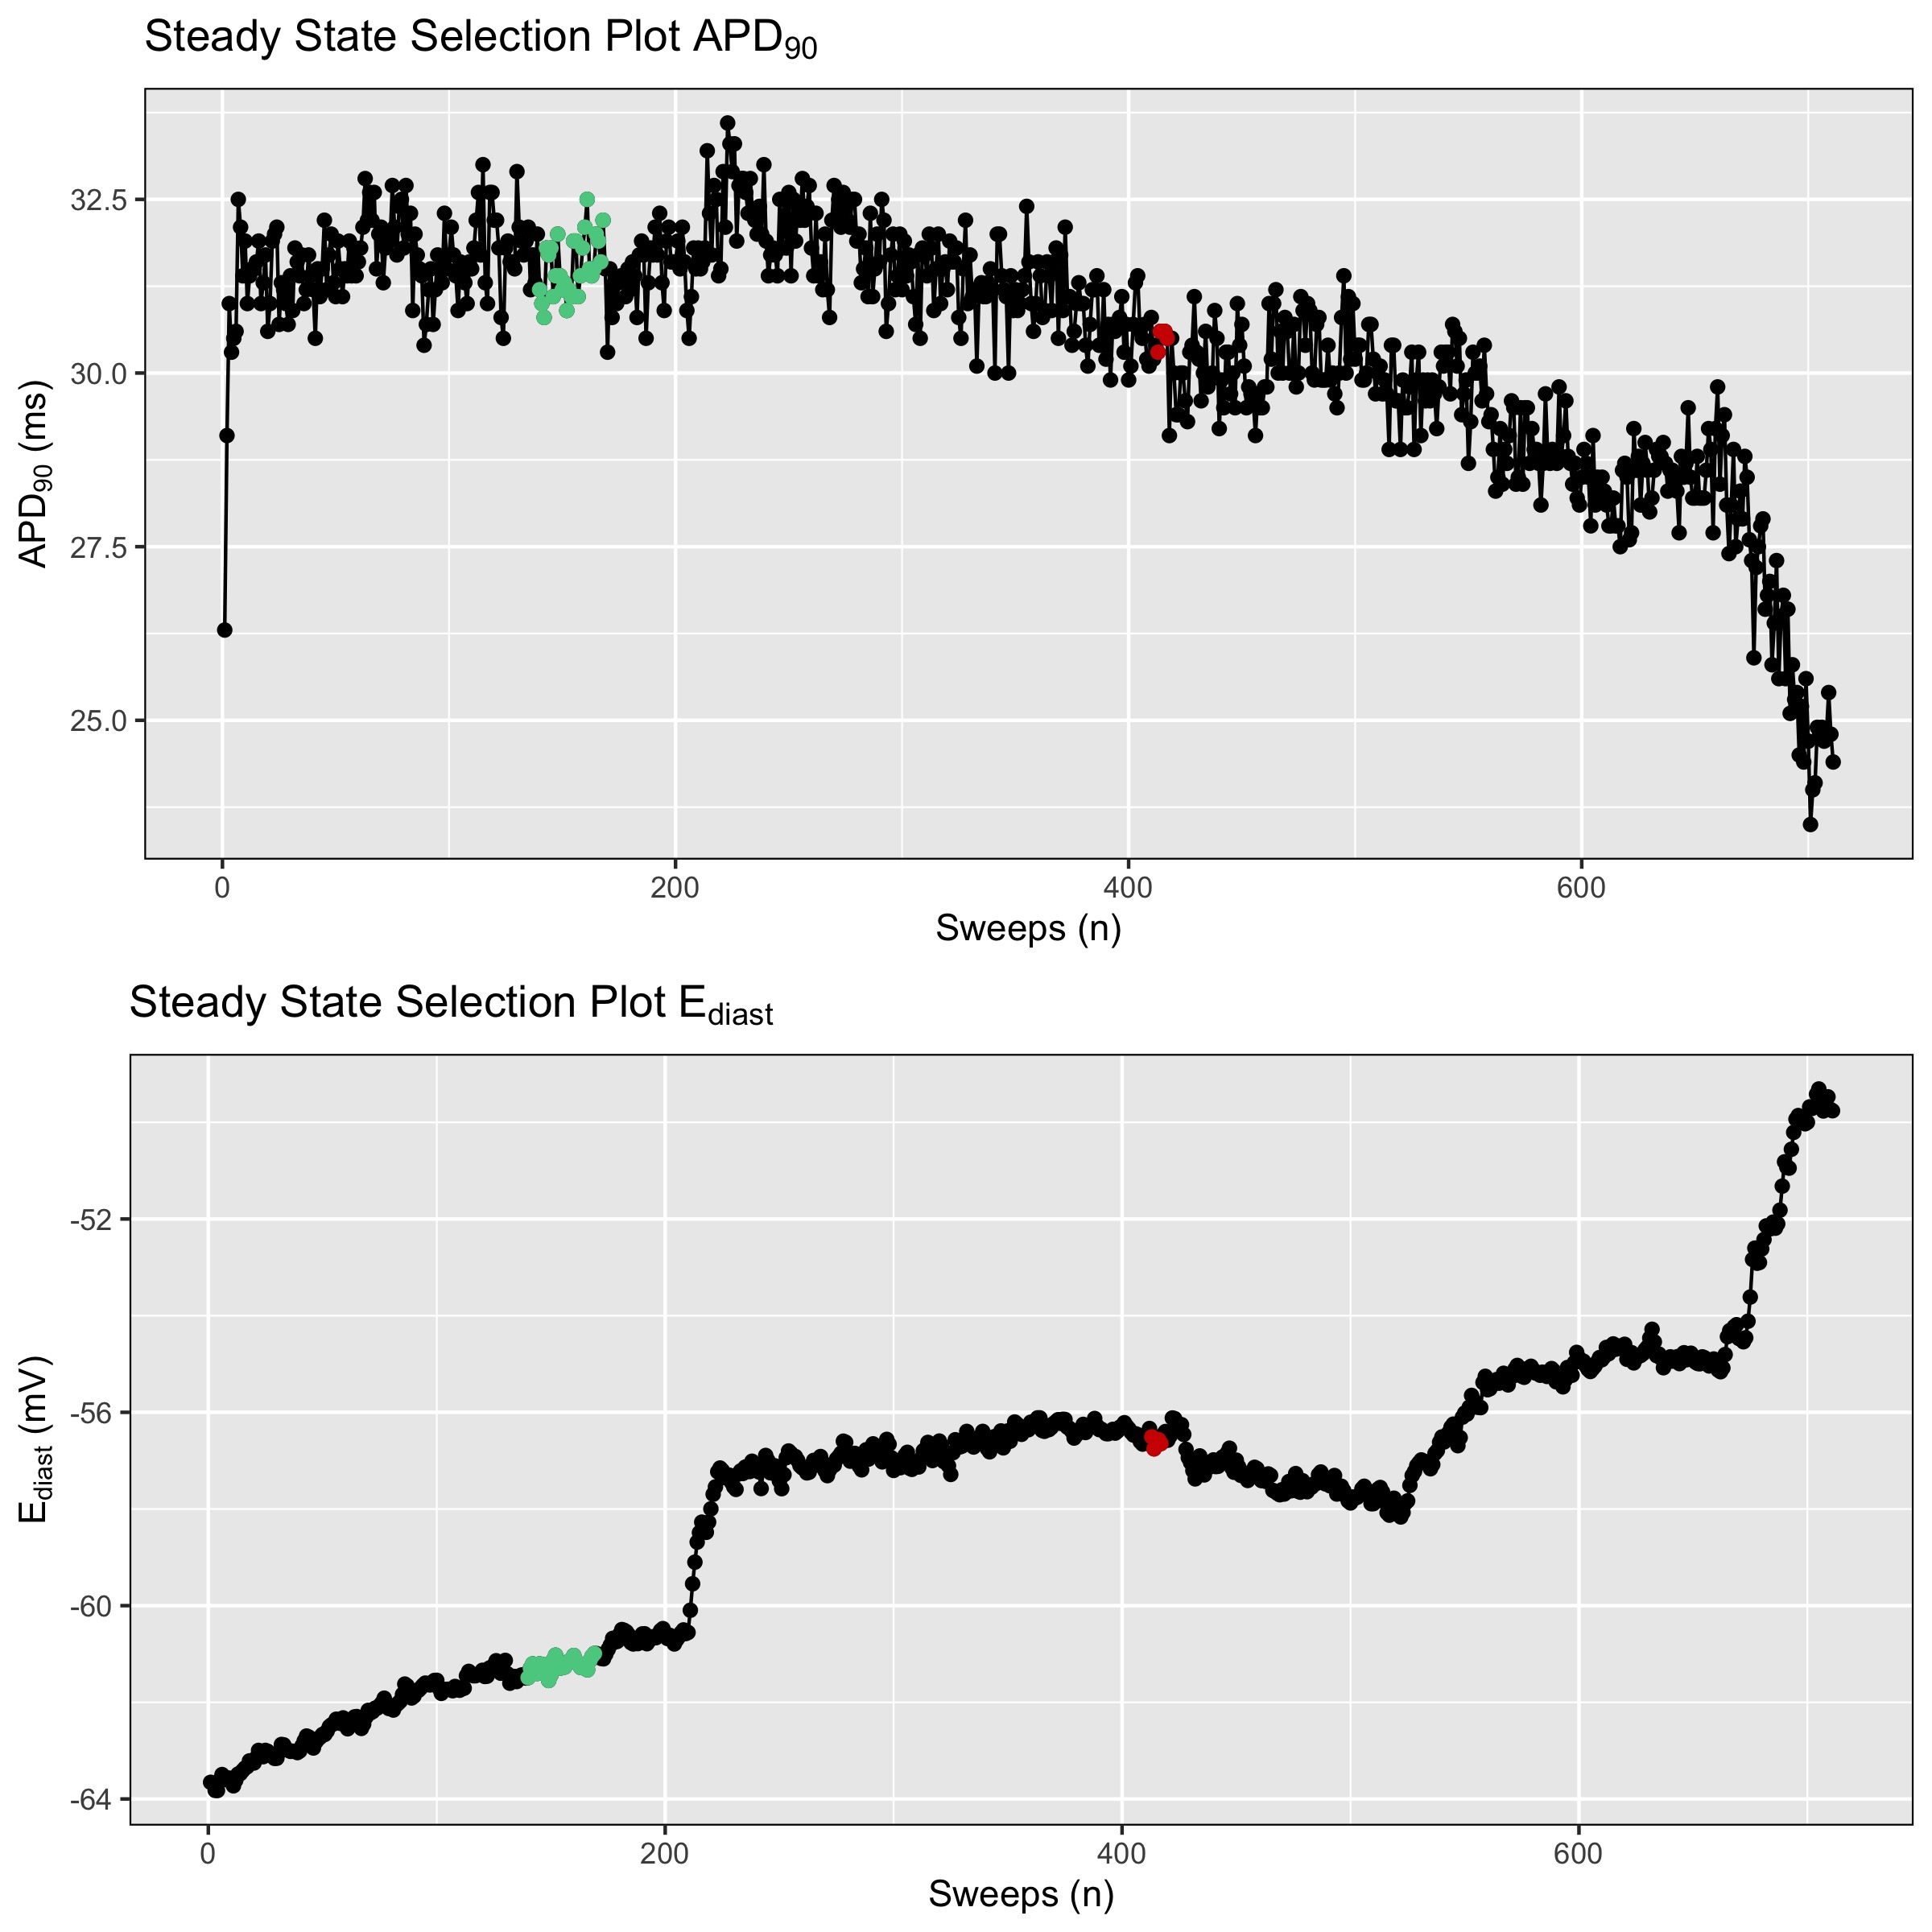 Steady State Selection Plot APD90
32.5
30.0
27.5
25.0
APD90 (ms)
0 200 400 600
Sweeps (n)
Steady State Selection Plot Ediast
-52
-56
-60
-64
Ediast (mV)
0 200 400 600
Sweeps (n)